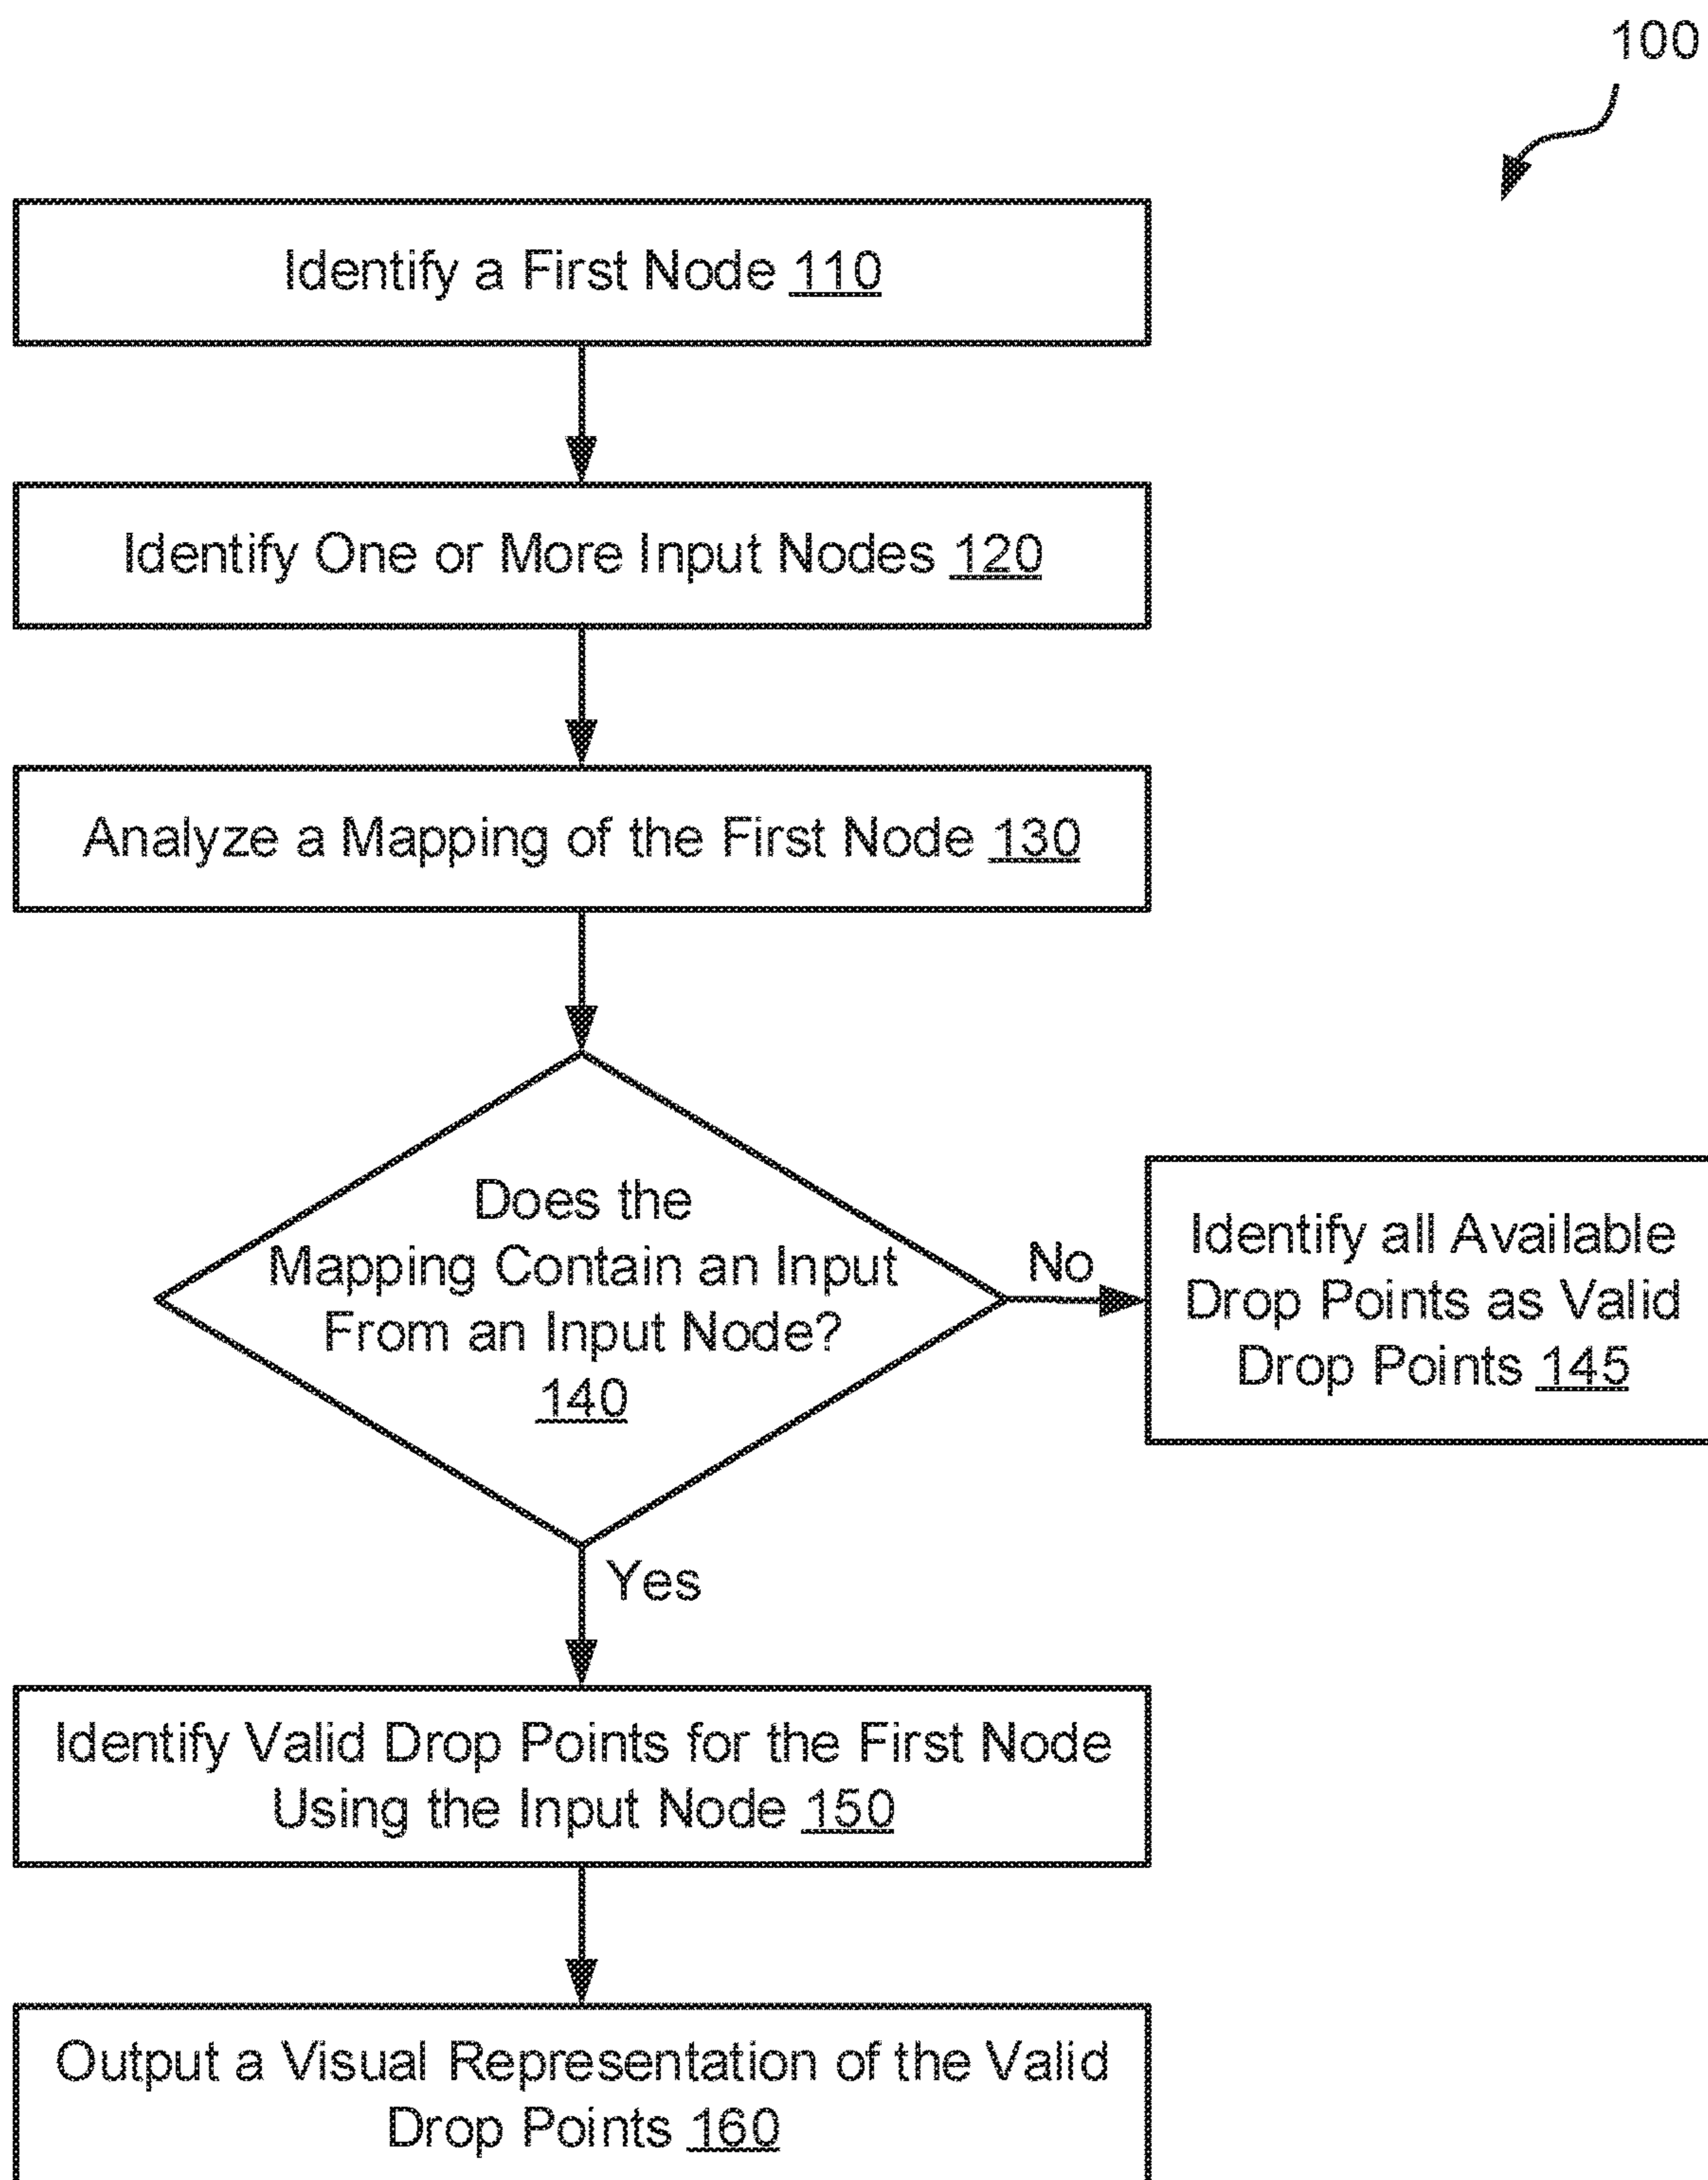 100
Identify a First Node 110
Identify One or More Input Nodes 120
Analyze a Mapping of the First Node 130
Does the
Mapping Contain an Input
From an Input Node?
140
No
Identify all Available
Drop Points as Valid
Drop Points 145
Yes
Identify Valid Drop Points for the First Node
Using the Input Node 150
Output a Visual Representation of the Valid
Drop Points 160